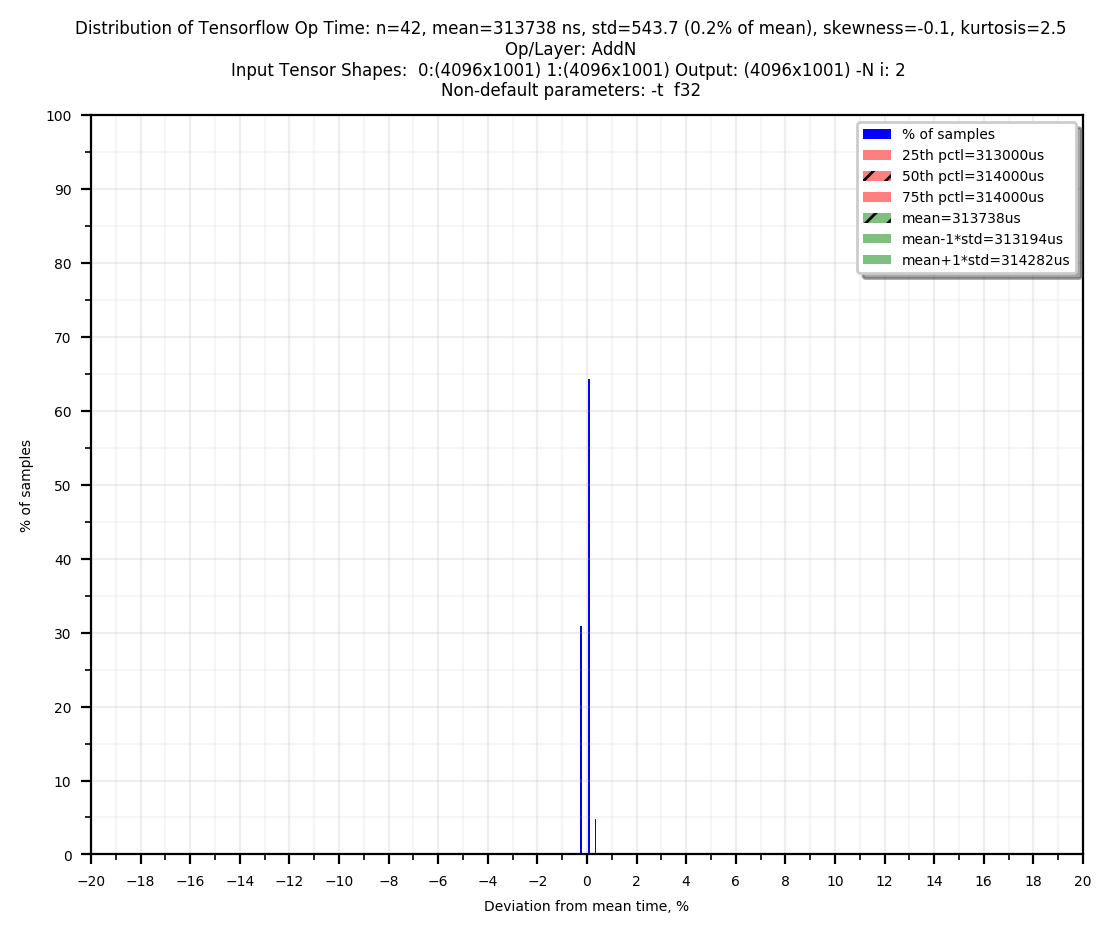 Distribution of Tensorflow Op Time: n=42, mean=313738 ns, std=543.7 (0.2% of mean), skewness=-0.1, kurtosis=2.5
Op/Layer: AddN
Input Tensor Shapes:  0:(4096x1001) 1:(4096x1001) Output: (4096x1001) -N i: 2
Non-default parameters: -t  f32
% of samples
25th pctl=313000us
50th pctl=314000us
75th pctl=314000us
mean=313738us
mean-1*std=313194us
mean+1*std=314282us
100
90
80
70
60
50
40
30
20
10
0
% of samples
−20 −18 −16 −14 −12 −10 −8 −6 −4 −2 0 2 4 6 8 10 12 14 16 18 20
Deviation from mean time, %